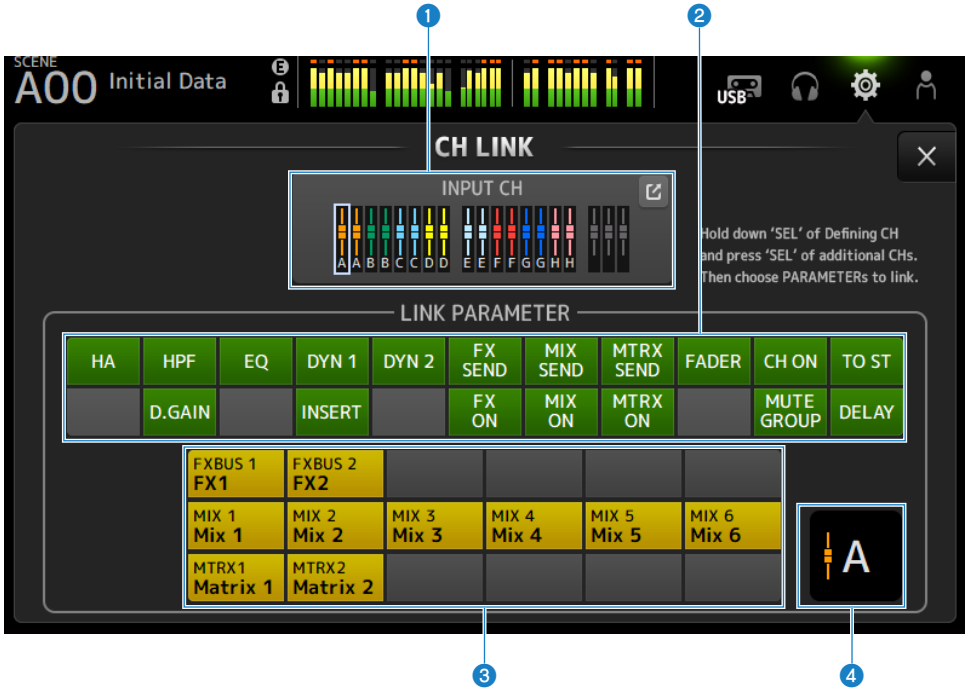 1
2
SCENE
A00 Initial Data
E
USB
CH LINK
INPUT CH
A A B B C C D D E E F F G G H H
Hold down ‘SEL’ of Defining CH
and press ‘SEL’ of additional CHs.
Then choose PARAMETERs to link.
LINK PARAMETER
HA HPF EQ DYN 1 DYN 2 FX SEND MIX SEND MTRX SEND FADER CH ON TO ST
D.GAIN INSERT FX ON MIX ON MTRX ON MUTE GROUP DELAY
FXBUS 1 FXBUS 2
FX1 FX2
MIX 1 MIX 2 MIX 3 MIX 4 MIX 5 MIX 6
Mix 1 Mix 2 Mix 3 Mix 4 Mix 5 Mix 6
MTRX1 MTRX2
Matrix 1 Matrix 2
A
3
4